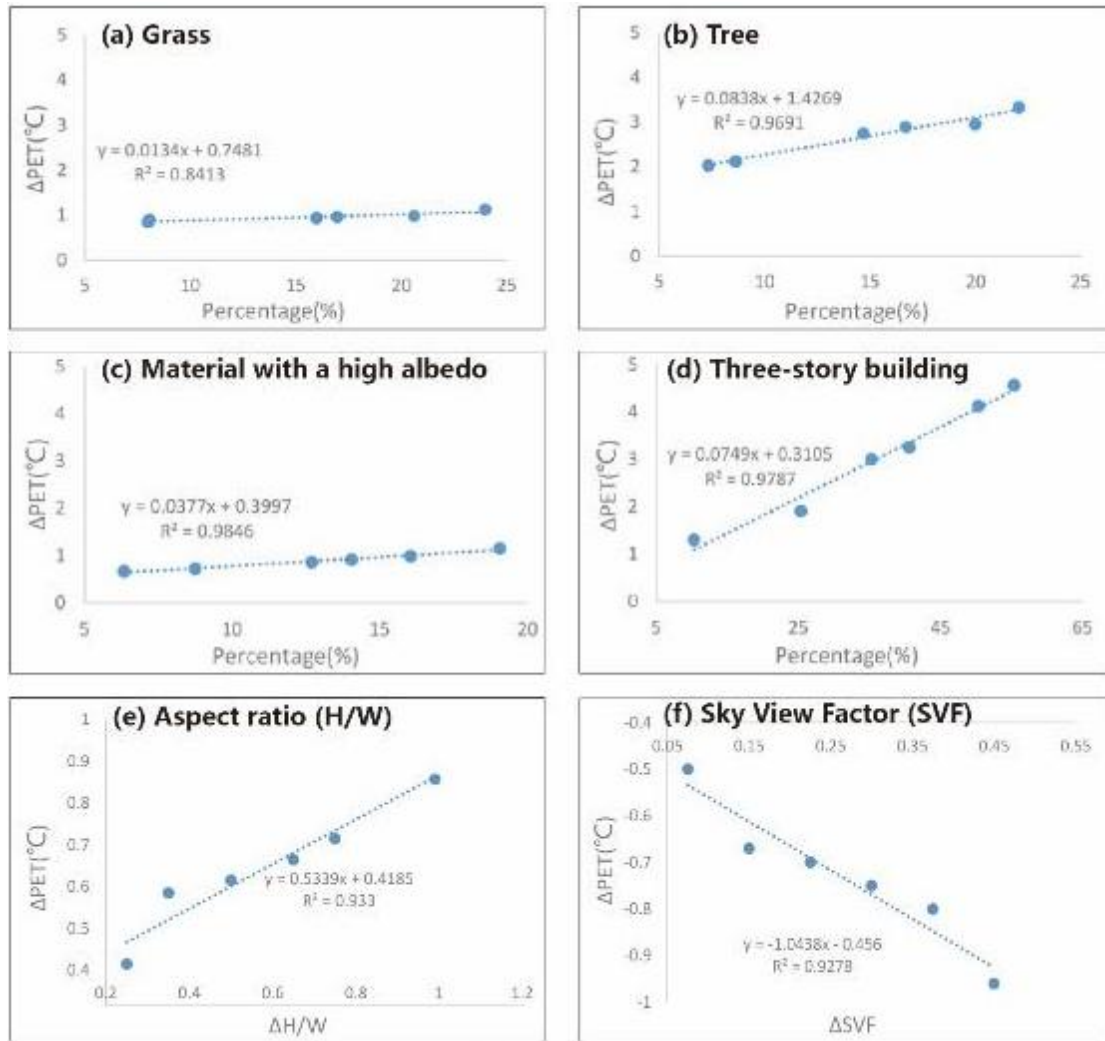 (a) Grass
5
4
3
2
1
0
ΔPET(°C)
y = 0.0134x + 0.7481
R² = 0.8413
5 10 15 20 25
Percentage(%)
(b) Tree
5
4
3
2
1
0
ΔPET(°C)
y = 0.0838x + 1.4269
R² = 0.9691
5 10 15 20 25
Percentage(%)
(c) Material with a high albedo
5
4
3
2
1
0
ΔPET(°C)
y = 0.0377x + 0.3997
R² = 0.9846
5 10 15 20
Percentage(%)
(d) Three-story building
5
4
3
2
1
0
ΔPET(°C)
y = 0.0749x + 0.3105
R² = 0.9787
5 25 45 65
Percentage(%)
(e) Aspect ratio (H/W)
1
0.9
0.8
0.7
0.6
0.5
0.4
ΔPET(°C)
y = 0.5339x + 0.4185
R² = 0.933
0.2 0.4 0.6 0.8 1 1.2
ΔH/W
(f) Sky View Factor (SVF)
0.05 0.15 0.25 0.35 0.45 0.55
-0.4
-0.5
-0.6
-0.7
-0.8
-0.9
-1
ΔPET(°C)
y = -1.0438x - 0.456
R² = 0.9278
ΔSVF